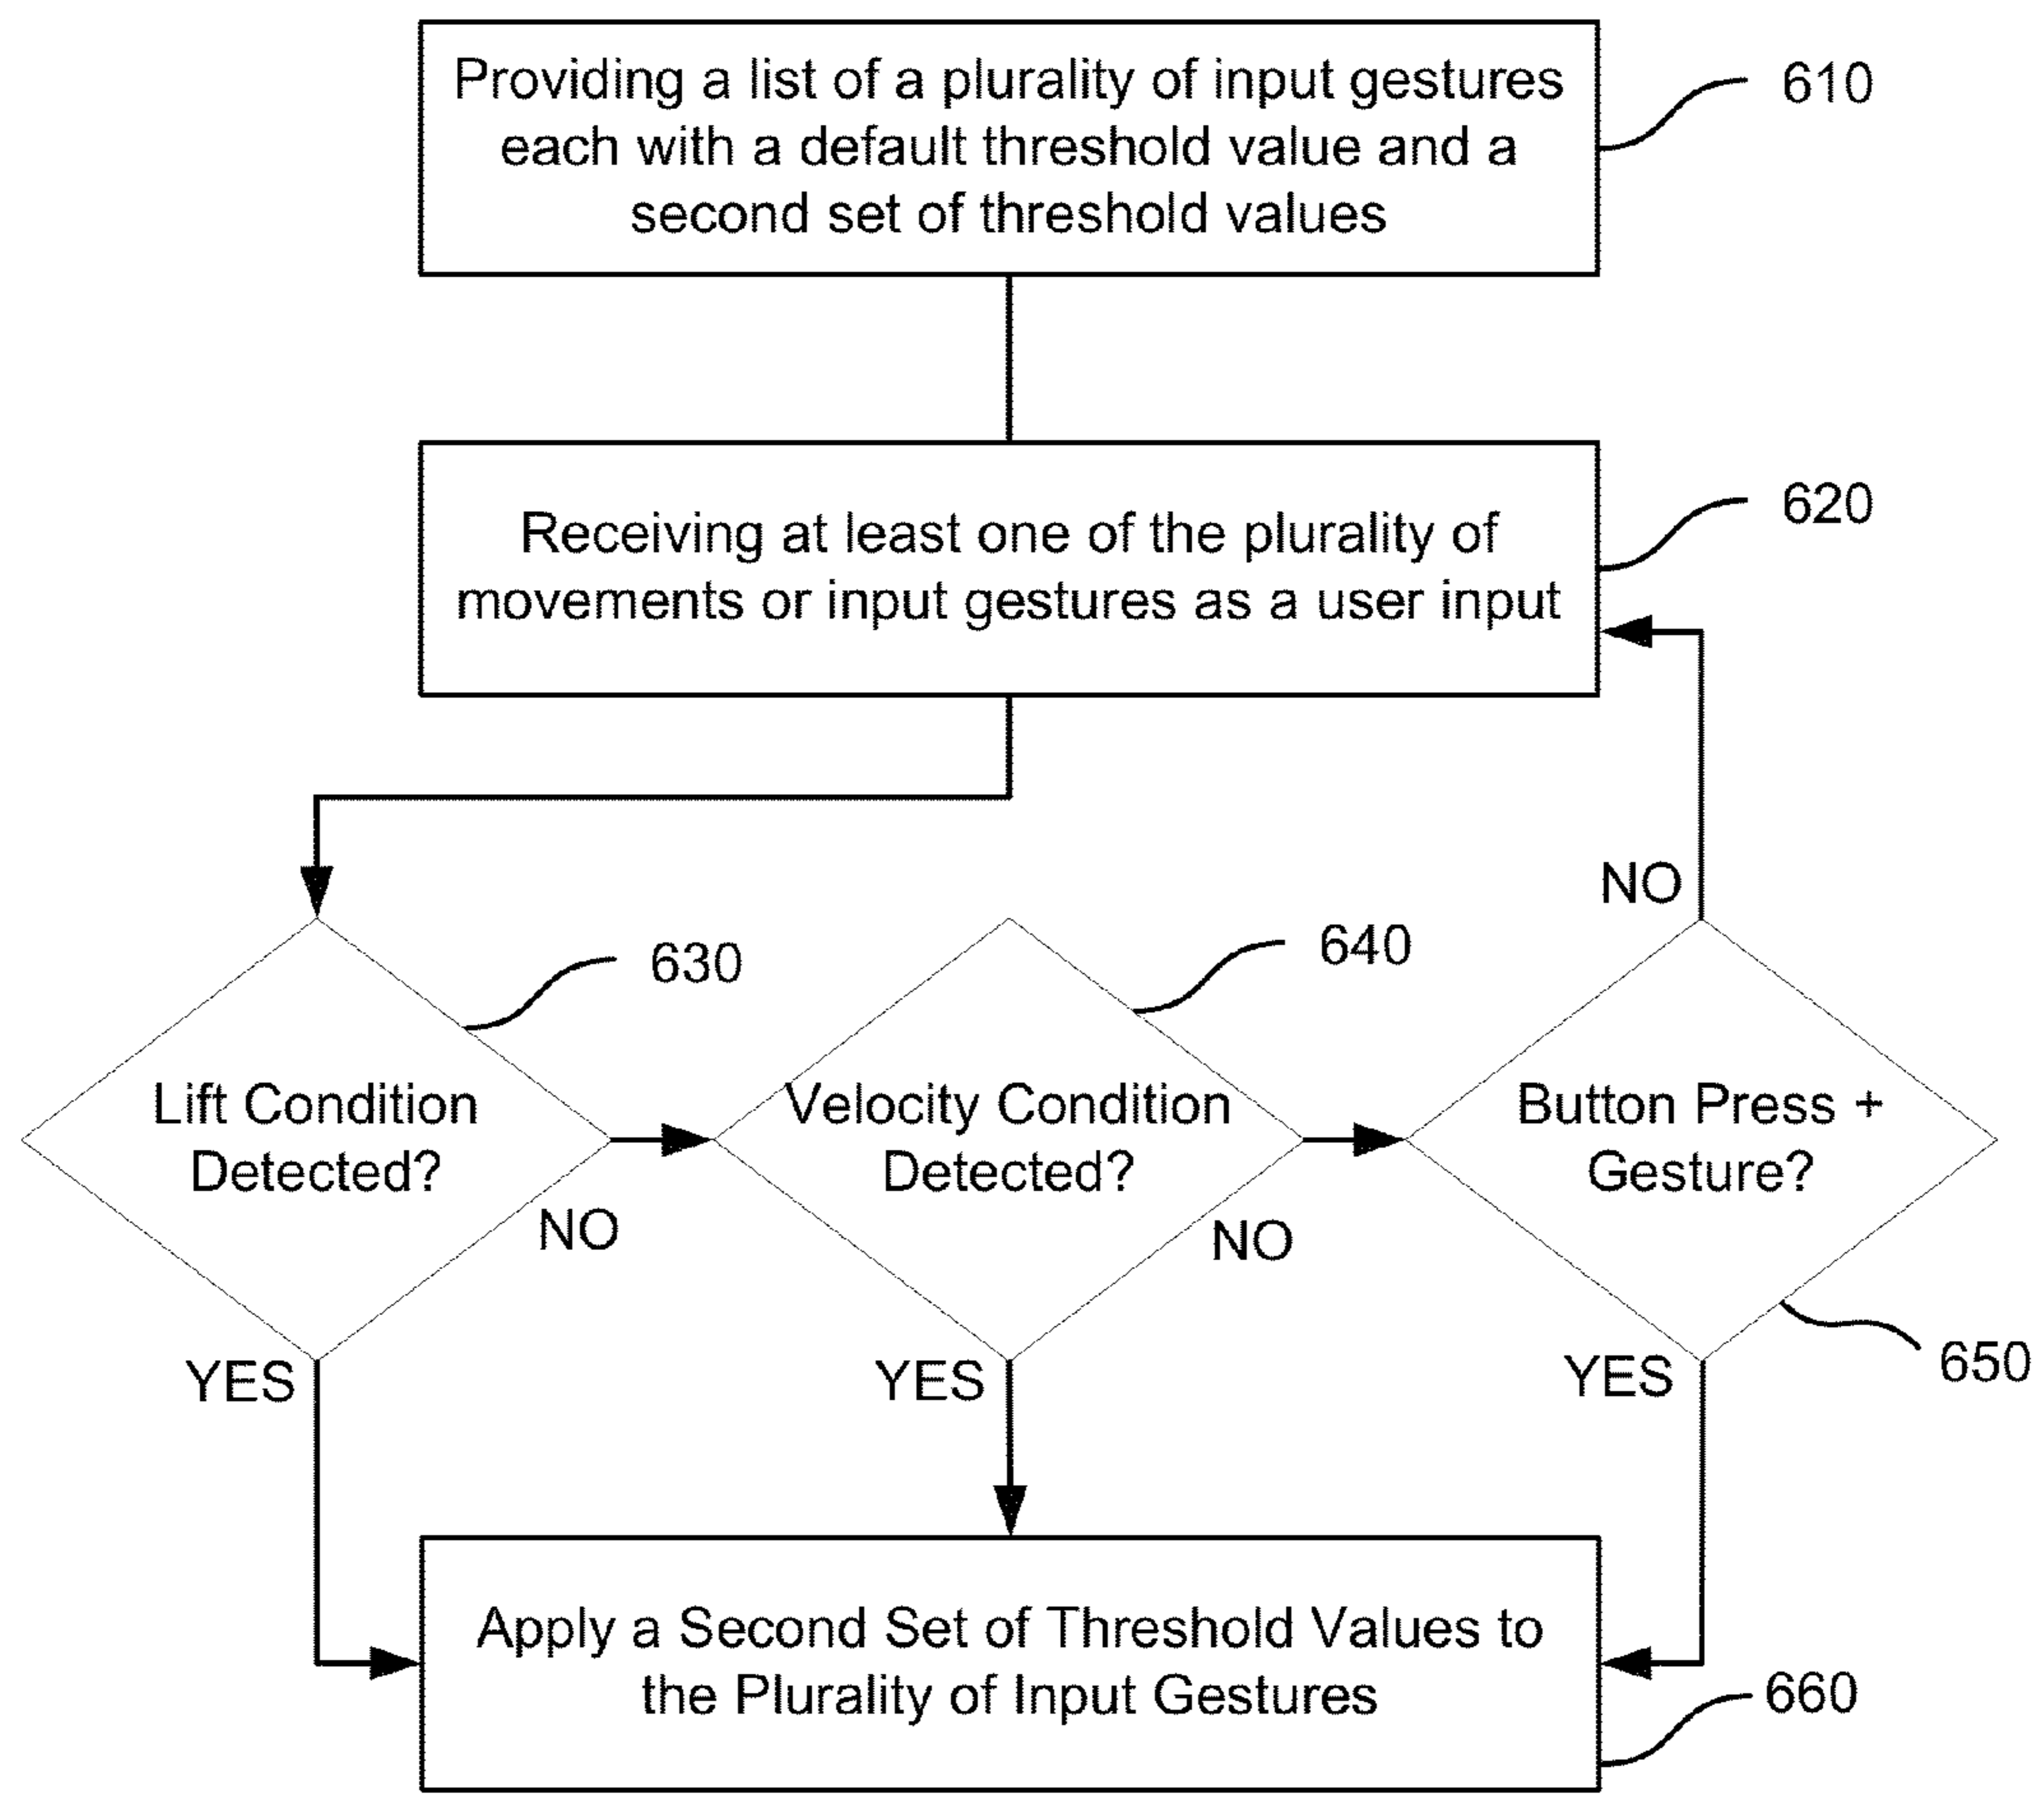 Providing a list of a plurality of input gestures
each with a default threshold value and a
second set of threshold values
610
Receiving at least one of the plurality of
movements or input gestures as a user input
620
NO
630
640
Lift Condition
Detected?
NO
Velocity Condition
Detected?
NO
Button Press +
Gesture?
YES
YES
YES
650
Apply a Second Set of Threshold Values to
the Plurality of Input Gestures
660